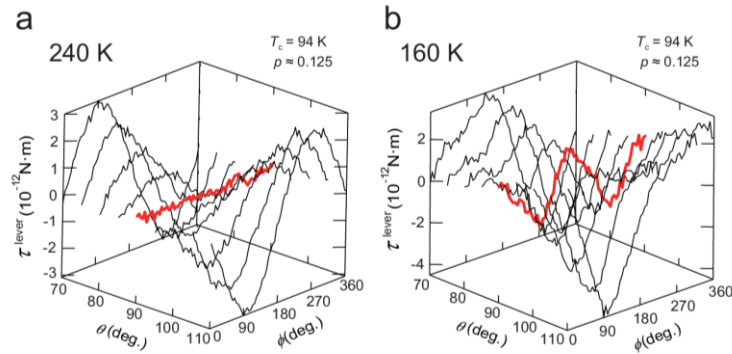 a
240 K
T_c = 94 K
p ≈ 0.125
τ^lever (10⁻¹²N·m)
3
2
1
0
-1
-2
-3
70
80
90
100
110
θ(deg.)
0
90
180
270
360
ϕ(deg.)
b
160 K
T_c = 94 K
p ≈ 0.125
τ^lever (10⁻¹²N·m)
2
0
-2
-4
70
80
90
100
110
θ(deg.)
0
90
180
270
360
ϕ(deg.)